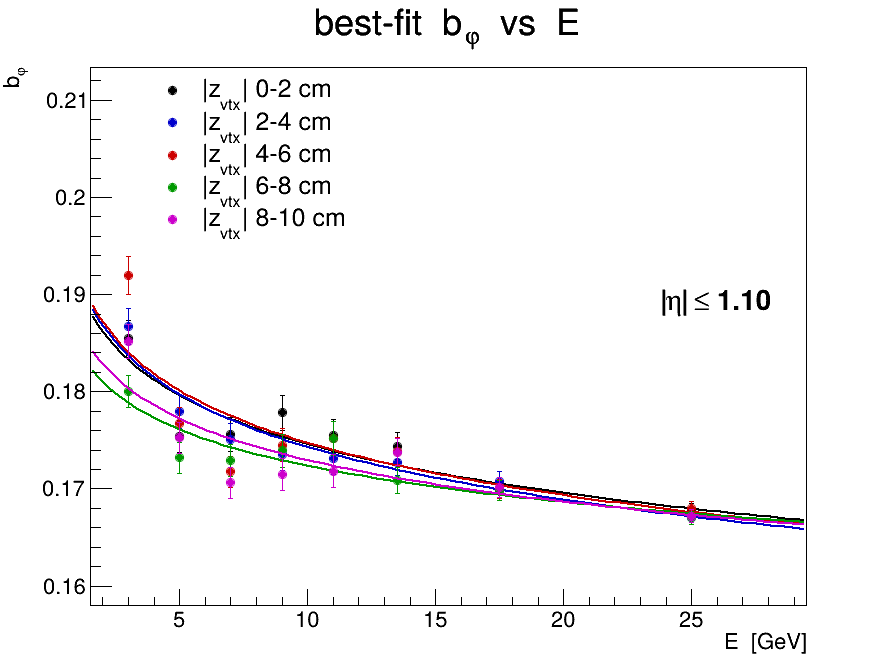 best-fit b_φ vs E
b_φ
|z_vtx| 0-2 cm
|z_vtx| 2-4 cm
|z_vtx| 4-6 cm
|z_vtx| 6-8 cm
|z_vtx| 8-10 cm
|η| ≤ 1.10
0.21
0.2
0.19
0.18
0.17
0.16
5 10 15 20 25
E [GeV]